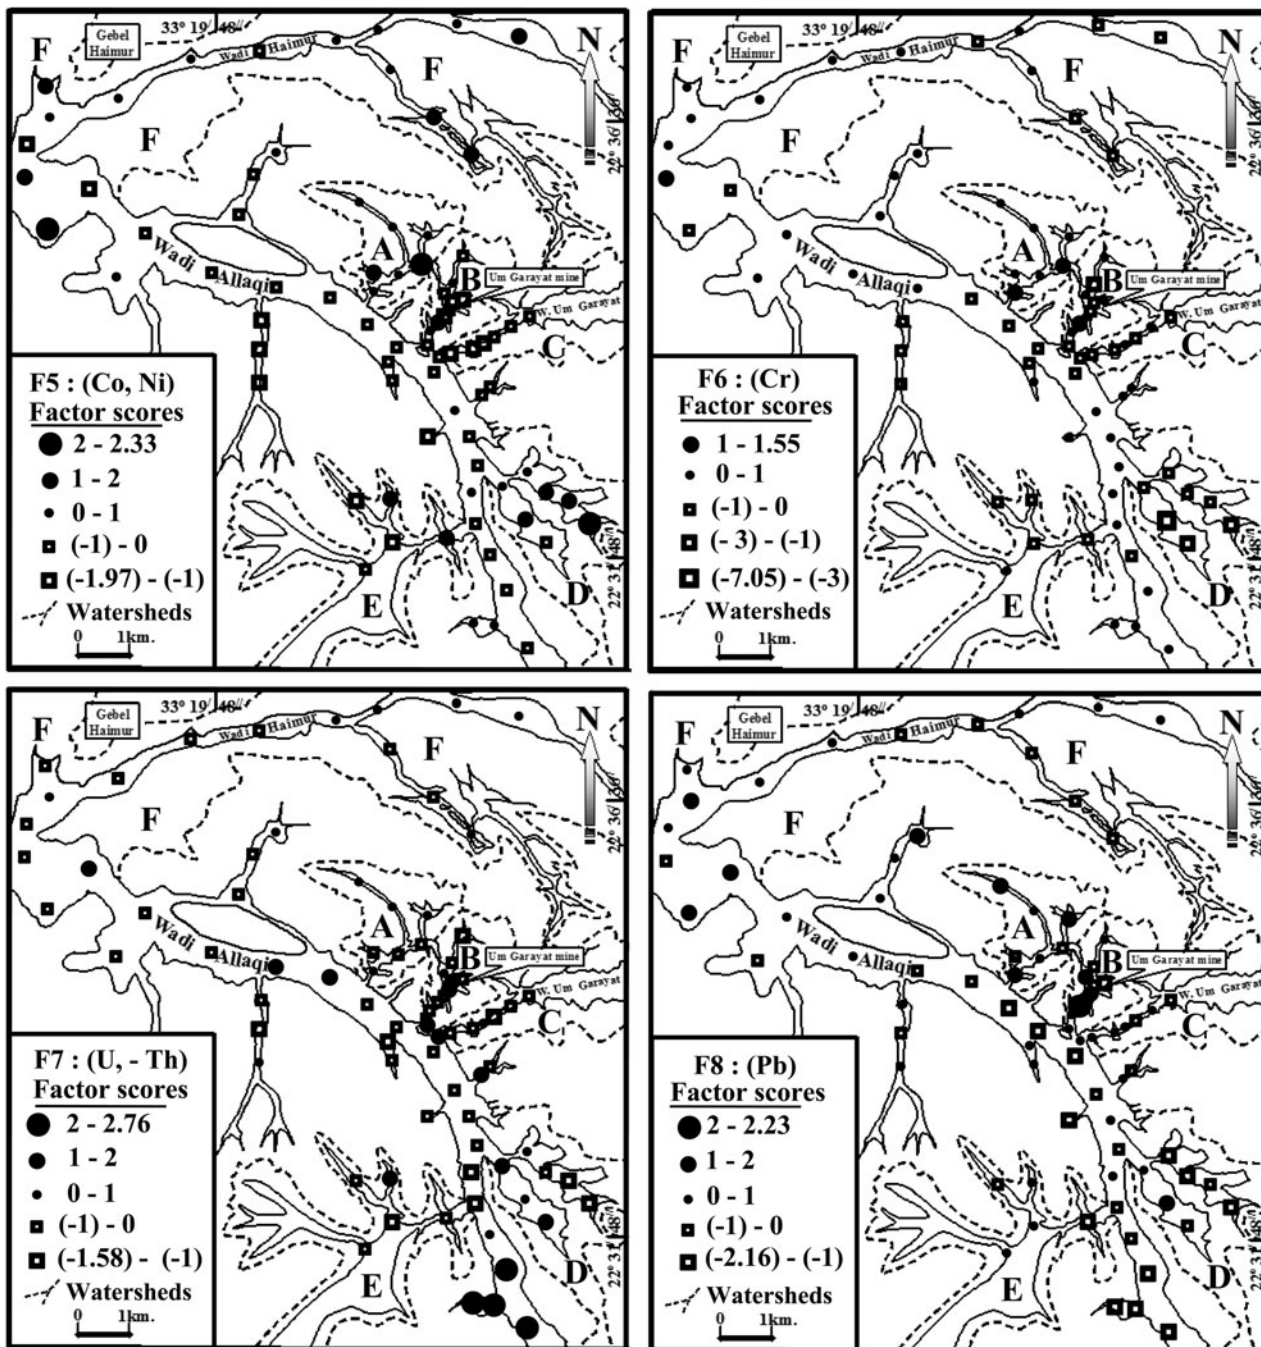 33° 19/ 48//
Gebel
Haimur
F
Wadi Haimur
F
N
22° 36/ 36//
F
A
B
Um Garayat mine
Wadi
Allaqi
W. Um Garayat
C
F5 : (Co, Ni)
Factor scores
2 - 2.33
1 - 2
0 - 1
(-1) - 0
(-1.97) - (-1)
Watersheds
0 1km.
E
D
22° 31/ 48//
33° 19/ 48//
Gebel
Haimur
F
Wadi Haimur
F
N
22° 36/ 36//
F
A
B
Um Garayat mine
Wadi
Allaqi
W. Um Garayat
C
F6 : (Cr)
Factor scores
1 - 1.55
0 - 1
(-1) - 0
(- 3) - (-1)
(-7.05) - (-3)
Watersheds
0 1km.
E
D
22° 31/ 48//
33° 19/ 48//
Gebel
Haimur
F
Wadi Haimur
F
N
22° 36/ 36//
F
A
B
Um Garayat mine
Wadi
Allaqi
W. Um Garayat
C
F7 : (U, - Th)
Factor scores
2 - 2.76
1 - 2
0 - 1
(-1) - 0
(-1.58) - (-1)
Watersheds
0 1km.
E
D
22° 31/ 48//
33° 19/ 48//
Gebel
Haimur
F
Wadi Haimur
F
N
22° 36/ 36//
F
A
B
Um Garayat mine
Wadi
Allaqi
W. Um Garayat
C
F8 : (Pb)
Factor scores
2 - 2.23
1 - 2
0 - 1
(-1) - 0
(-2.16) - (-1)
Watersheds
0 1km.
E
D
22° 31/ 48//